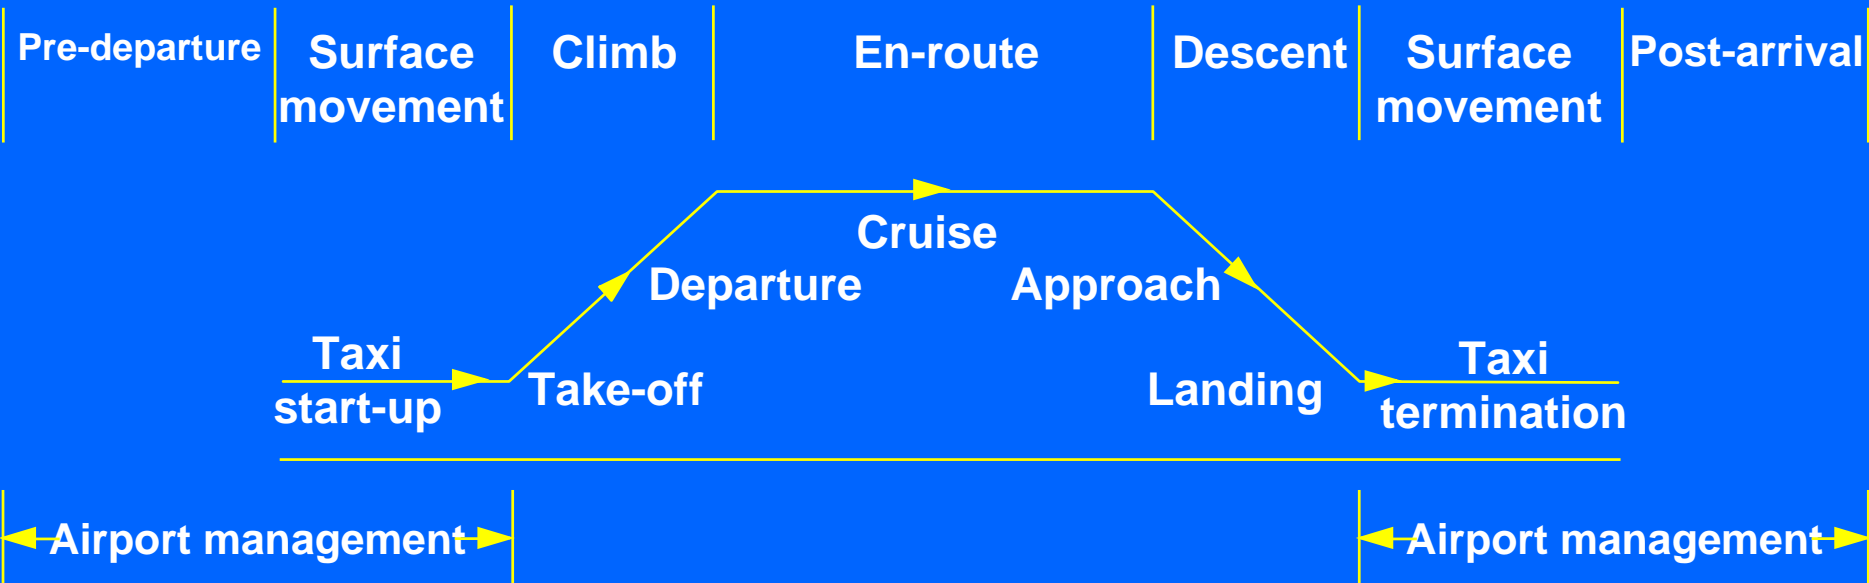 Pre-departure
Surface
movement
Climb
En-route
Descent
Surface
movement
Post-arrival
Cruise
Departure
Approach
Taxi
start-up
Take-off
Landing
Taxi
termination
Airport management
Airport management